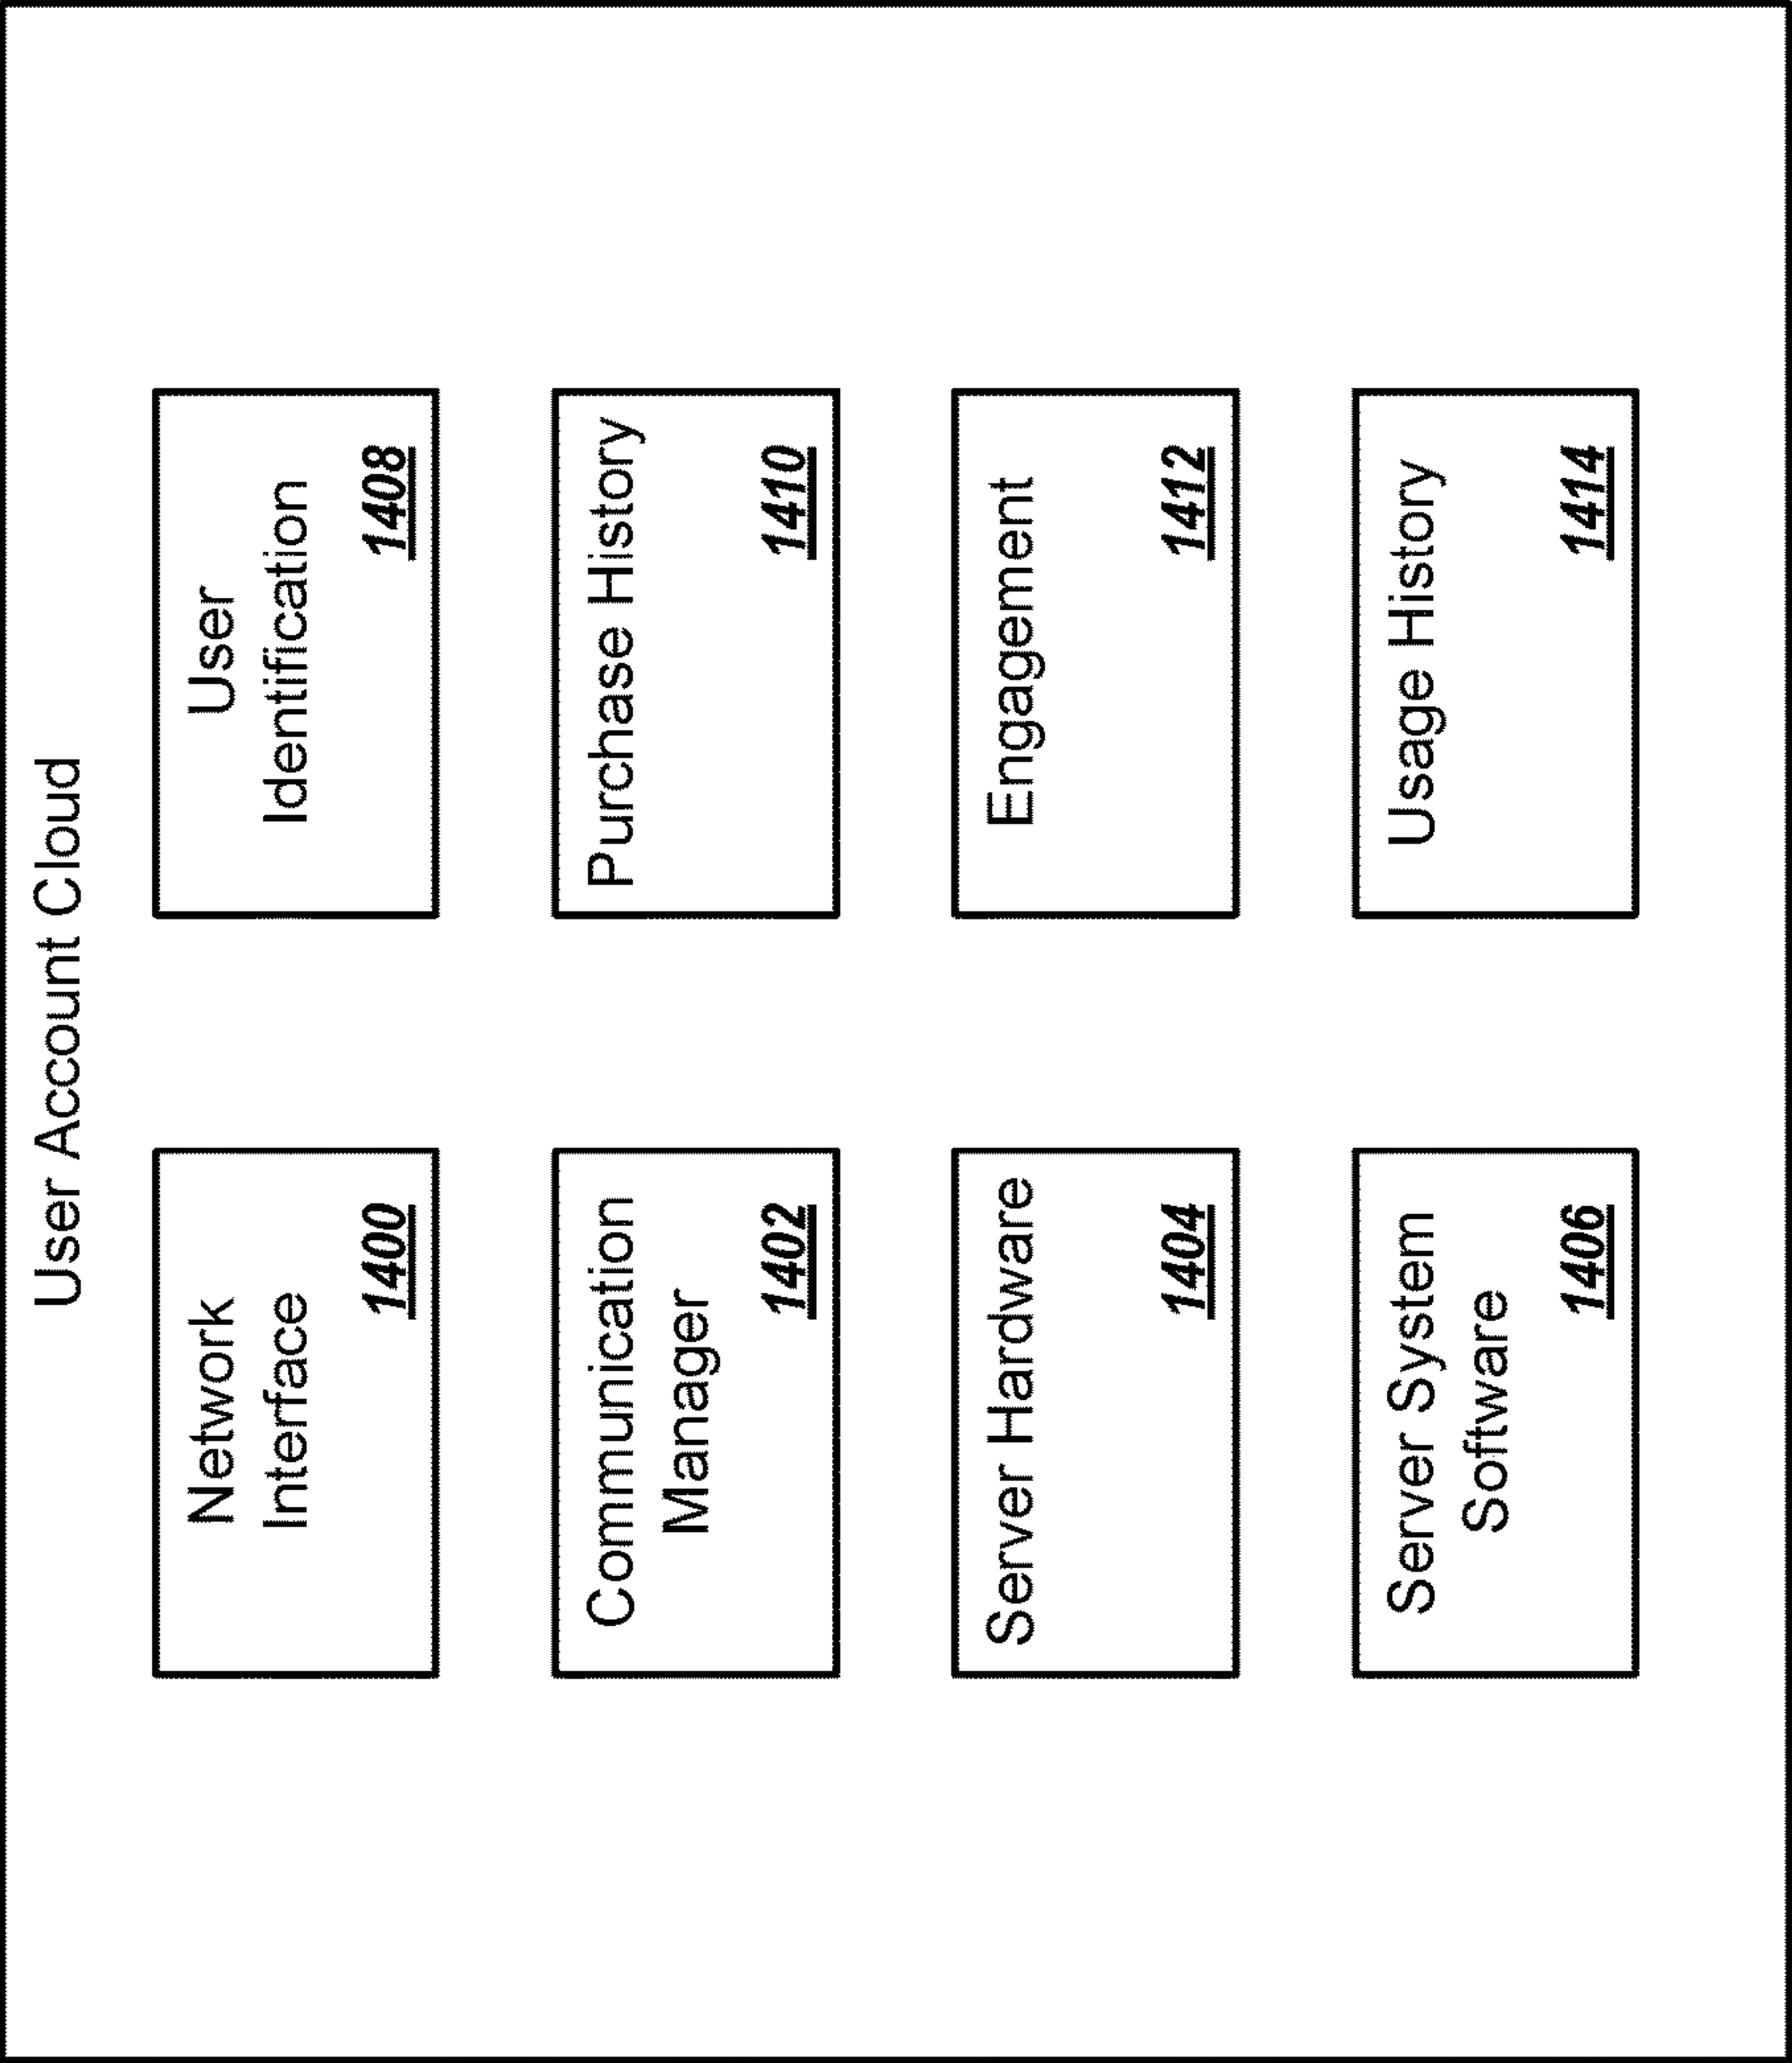 User Account Cloud
Network
Interface
1400
Communication
Manager
1402
Server Hardware
1404
Server System
Software
1406
User
Identification
1408
Purchase History
1410
Engagement
1412
Usage History
1414